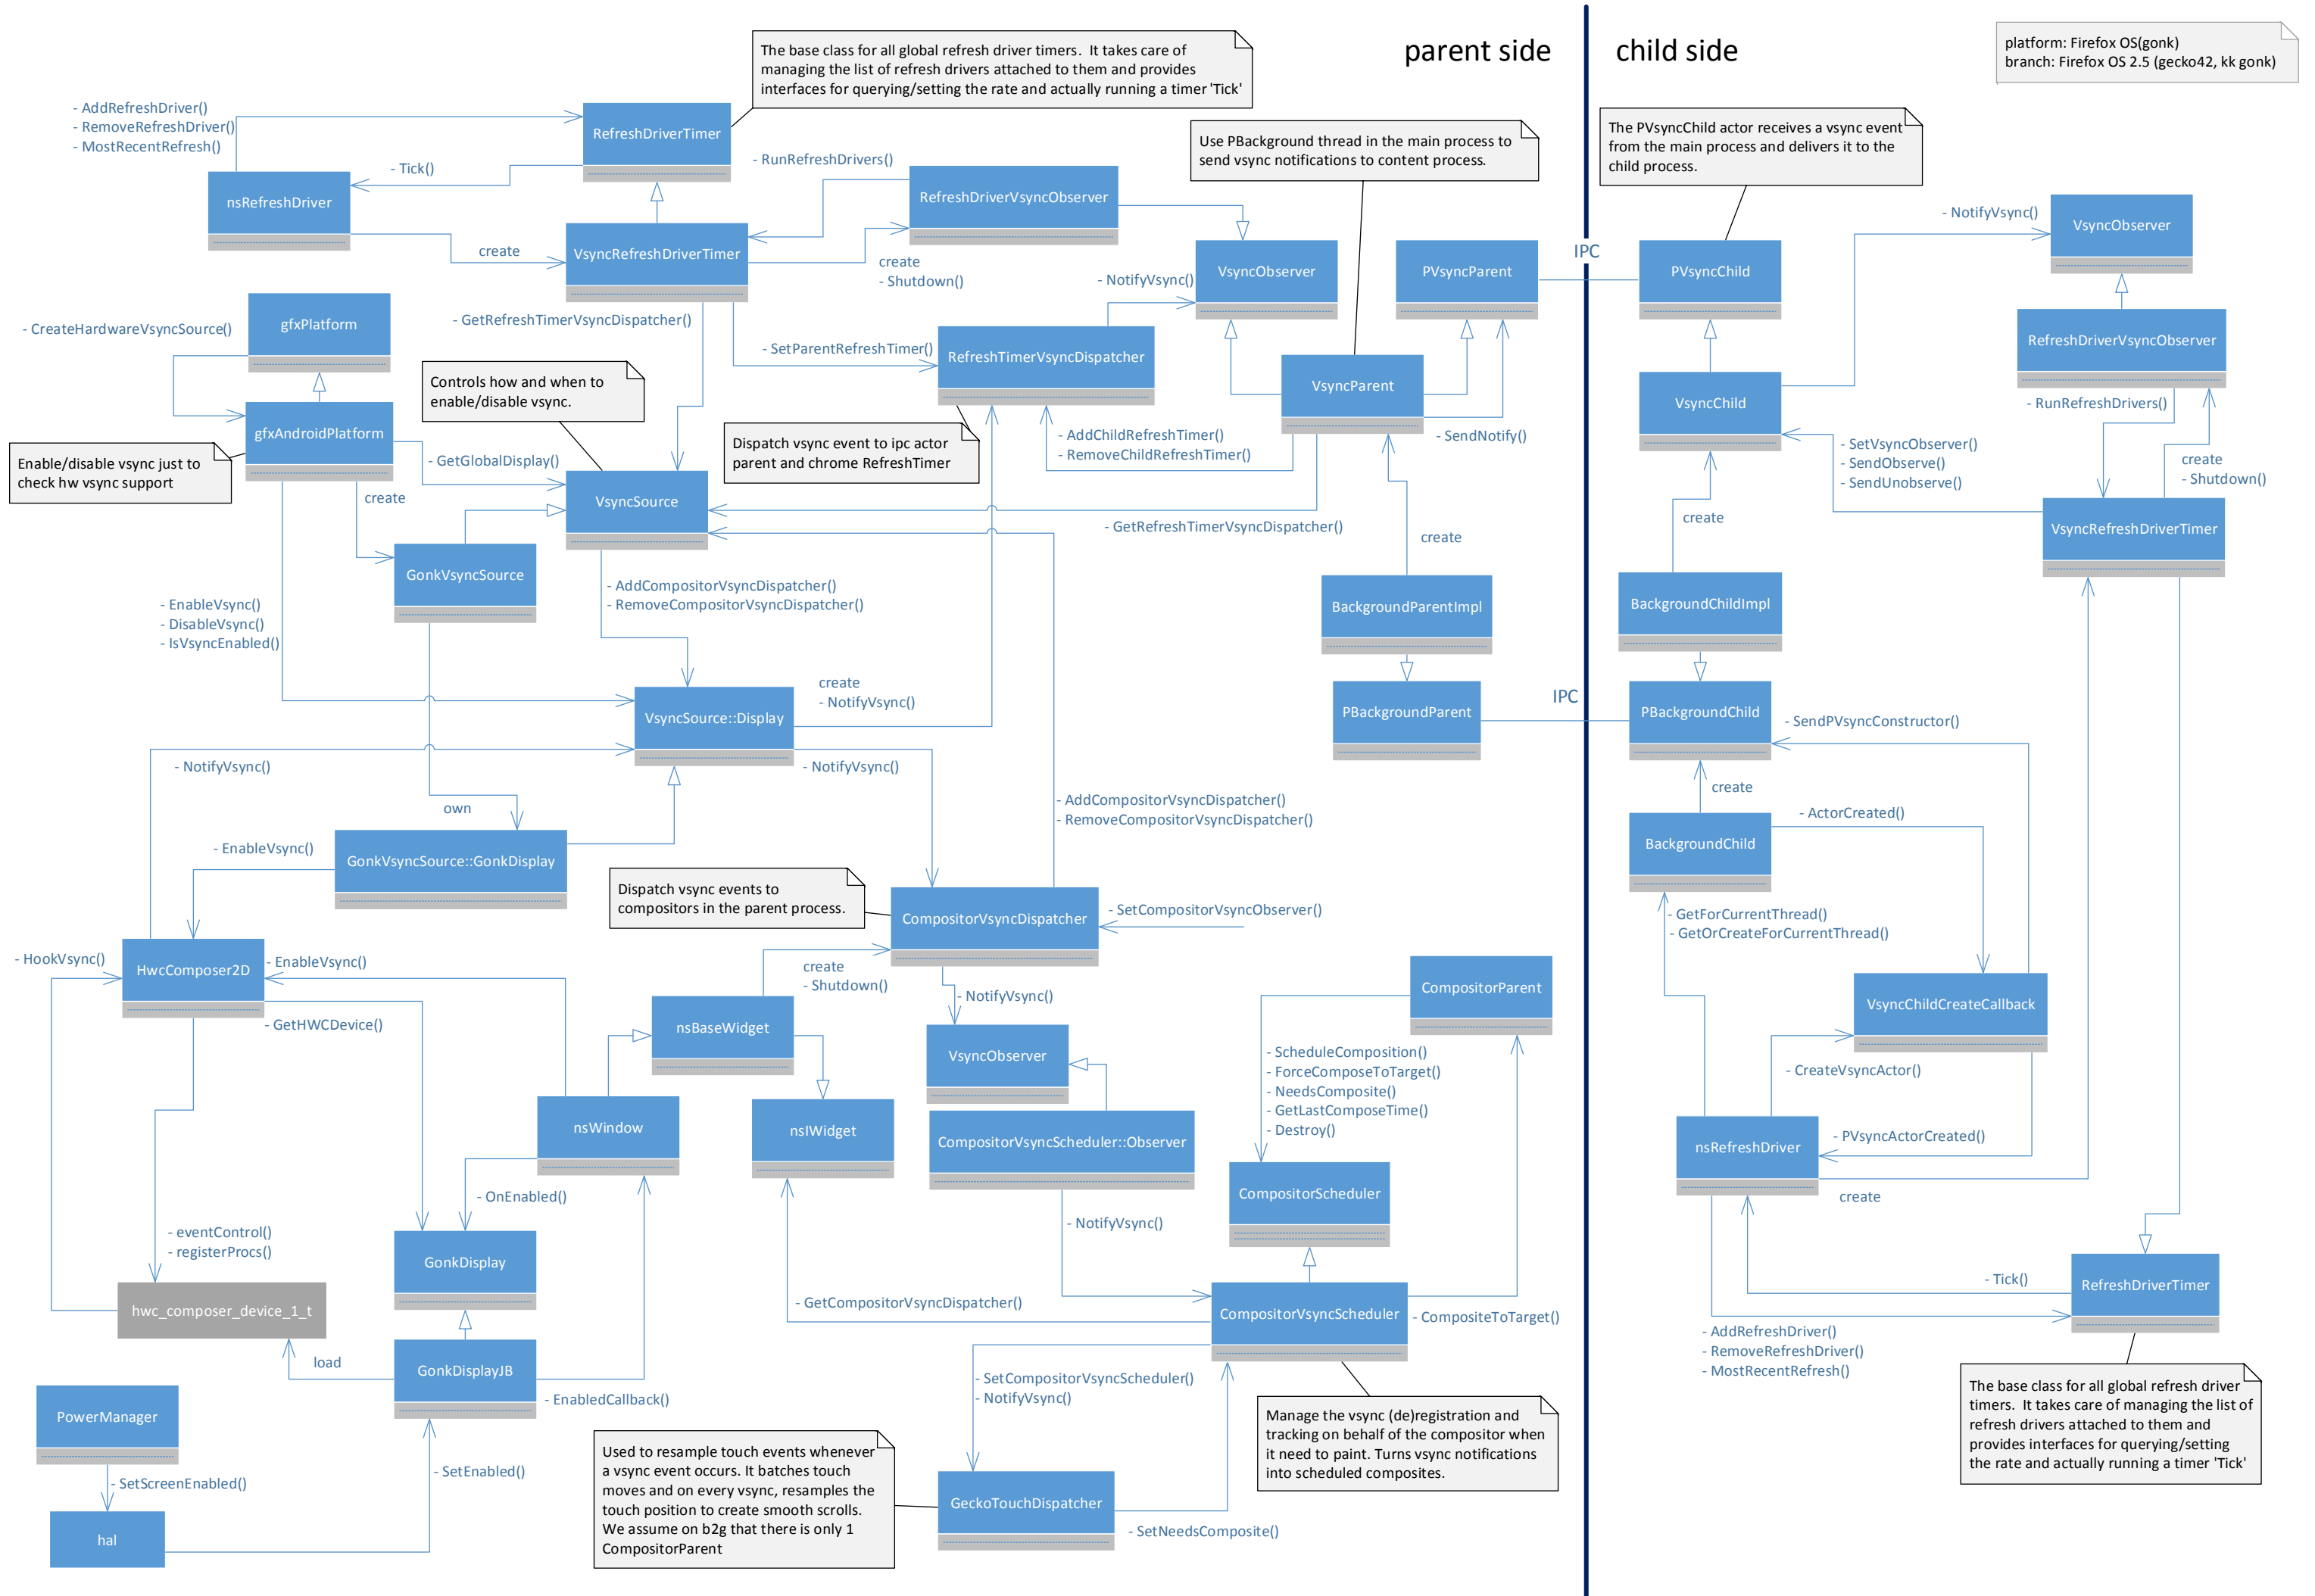 parent side
child side
platform: Firefox OS(gonk)
branch: Firefox OS 2.5 (gecko42, kk gonk)
The base class for all global refresh driver timers. It takes care of
managing the list of refresh drivers attached to them and provides
interfaces for querying/setting the rate and actually running a timer 'Tick'
- AddRefreshDriver()
- RemoveRefreshDriver()
- MostRecentRefresh()
RefreshDriverTimer
- Tick()
nsRefreshDriver
create
VsyncRefreshDriverTimer
- RunRefreshDrivers()
RefreshDriverVsyncObserver
create
- Shutdown()
Use PBackground thread in the main process to
send vsync notifications to content process.
VsyncObserver
- NotifyVsync()
PVsyncParent
IPC
gfxPlatform
- CreateHardwareVsyncSource()
- GetRefreshTimerVsyncDispatcher()
- SetParentRefreshTimer()
RefreshTimerVsyncDispatcher
VsyncParent
Controls how and when to
enable/disable vsync.
gfxAndroidPlatform
Enable/disable vsync just to
check hw vsync support
- GetGlobalDisplay()
create
Dispatch vsync event to ipc actor
parent and chrome RefreshTimer
- AddChildRefreshTimer()
- RemoveChildRefreshTimer()
- SendNotify()
VsyncSource
- GetRefreshTimerVsyncDispatcher()
create
GonkVsyncSource
- EnableVsync()
- DisableVsync()
- IsVsyncEnabled()
- AddCompositorVsyncDispatcher()
- RemoveCompositorVsyncDispatcher()
BackgroundParentImpl
VsyncSource::Display
create
- NotifyVsync()
PBackgroundParent
IPC
- NotifyVsync()
- NotifyVsync()
own
- AddCompositorVsyncDispatcher()
- RemoveCompositorVsyncDispatcher()
- EnableVsync()
GonkVsyncSource::GonkDisplay
Dispatch vsync events to
compositors in the parent process.
CompositorVsyncDispatcher
- SetCompositorVsyncObserver()
- HookVsync()
HwcComposer2D
- EnableVsync()
create
- Shutdown()
- GetHWCDevice()
nsBaseWidget
- NotifyVsync()
VsyncObserver
CompositorParent
- ScheduleComposition()
- ForceComposeToTarget()
- NeedsComposite()
- GetLastComposeTime()
- Destroy()
nsWindow
nsIWidget
CompositorVsyncScheduler::Observer
- OnEnabled()
CompositorScheduler
- eventControl()
- registerProcs()
- NotifyVsync()
GonkDisplay
hwc_composer_device_1_t
- GetCompositorVsyncDispatcher()
CompositorVsyncScheduler
- CompositeToTarget()
load
GonkDisplayJB
- EnabledCallback()
- SetCompositorVsyncScheduler()
- NotifyVsync()
PowerManager
- SetScreenEnabled()
- SetEnabled()
hal
Used to resample touch events whenever
a vsync event occurs. It batches touch
moves and on every vsync, resamples the
touch position to create smooth scrolls.
We assume on b2g that there is only 1
CompositorParent
GeckoTouchDispatcher
- SetNeedsComposite()
Manage the vsync (de)registration and
tracking on behalf of the compositor when
it need to paint. Turns vsync notifications
into scheduled composites.
The PVsyncChild actor receives a vsync event
from the main process and delivers it to the
child process.
- NotifyVsync()
VsyncObserver
PVsyncChild
RefreshDriverVsyncObserver
VsyncChild
- RunRefreshDrivers()
- SetVsyncObserver()
- SendObserve()
- SendUnobserve()
create
- Shutdown()
create
VsyncRefreshDriverTimer
BackgroundChildImpl
PBackgroundChild
- SendPVsyncConstructor()
create
- ActorCreated()
BackgroundChild
- GetForCurrentThread()
- GetOrCreateForCurrentThread()
VsyncChildCreateCallback
- CreateVsyncActor()
- PVsyncActorCreated()
nsRefreshDriver
create
- Tick()
RefreshDriverTimer
- AddRefreshDriver()
- RemoveRefreshDriver()
- MostRecentRefresh()
The base class for all global refresh driver
timers. It takes care of managing the list of
refresh drivers attached to them and
provides interfaces for querying/setting
the rate and actually running a timer 'Tick'